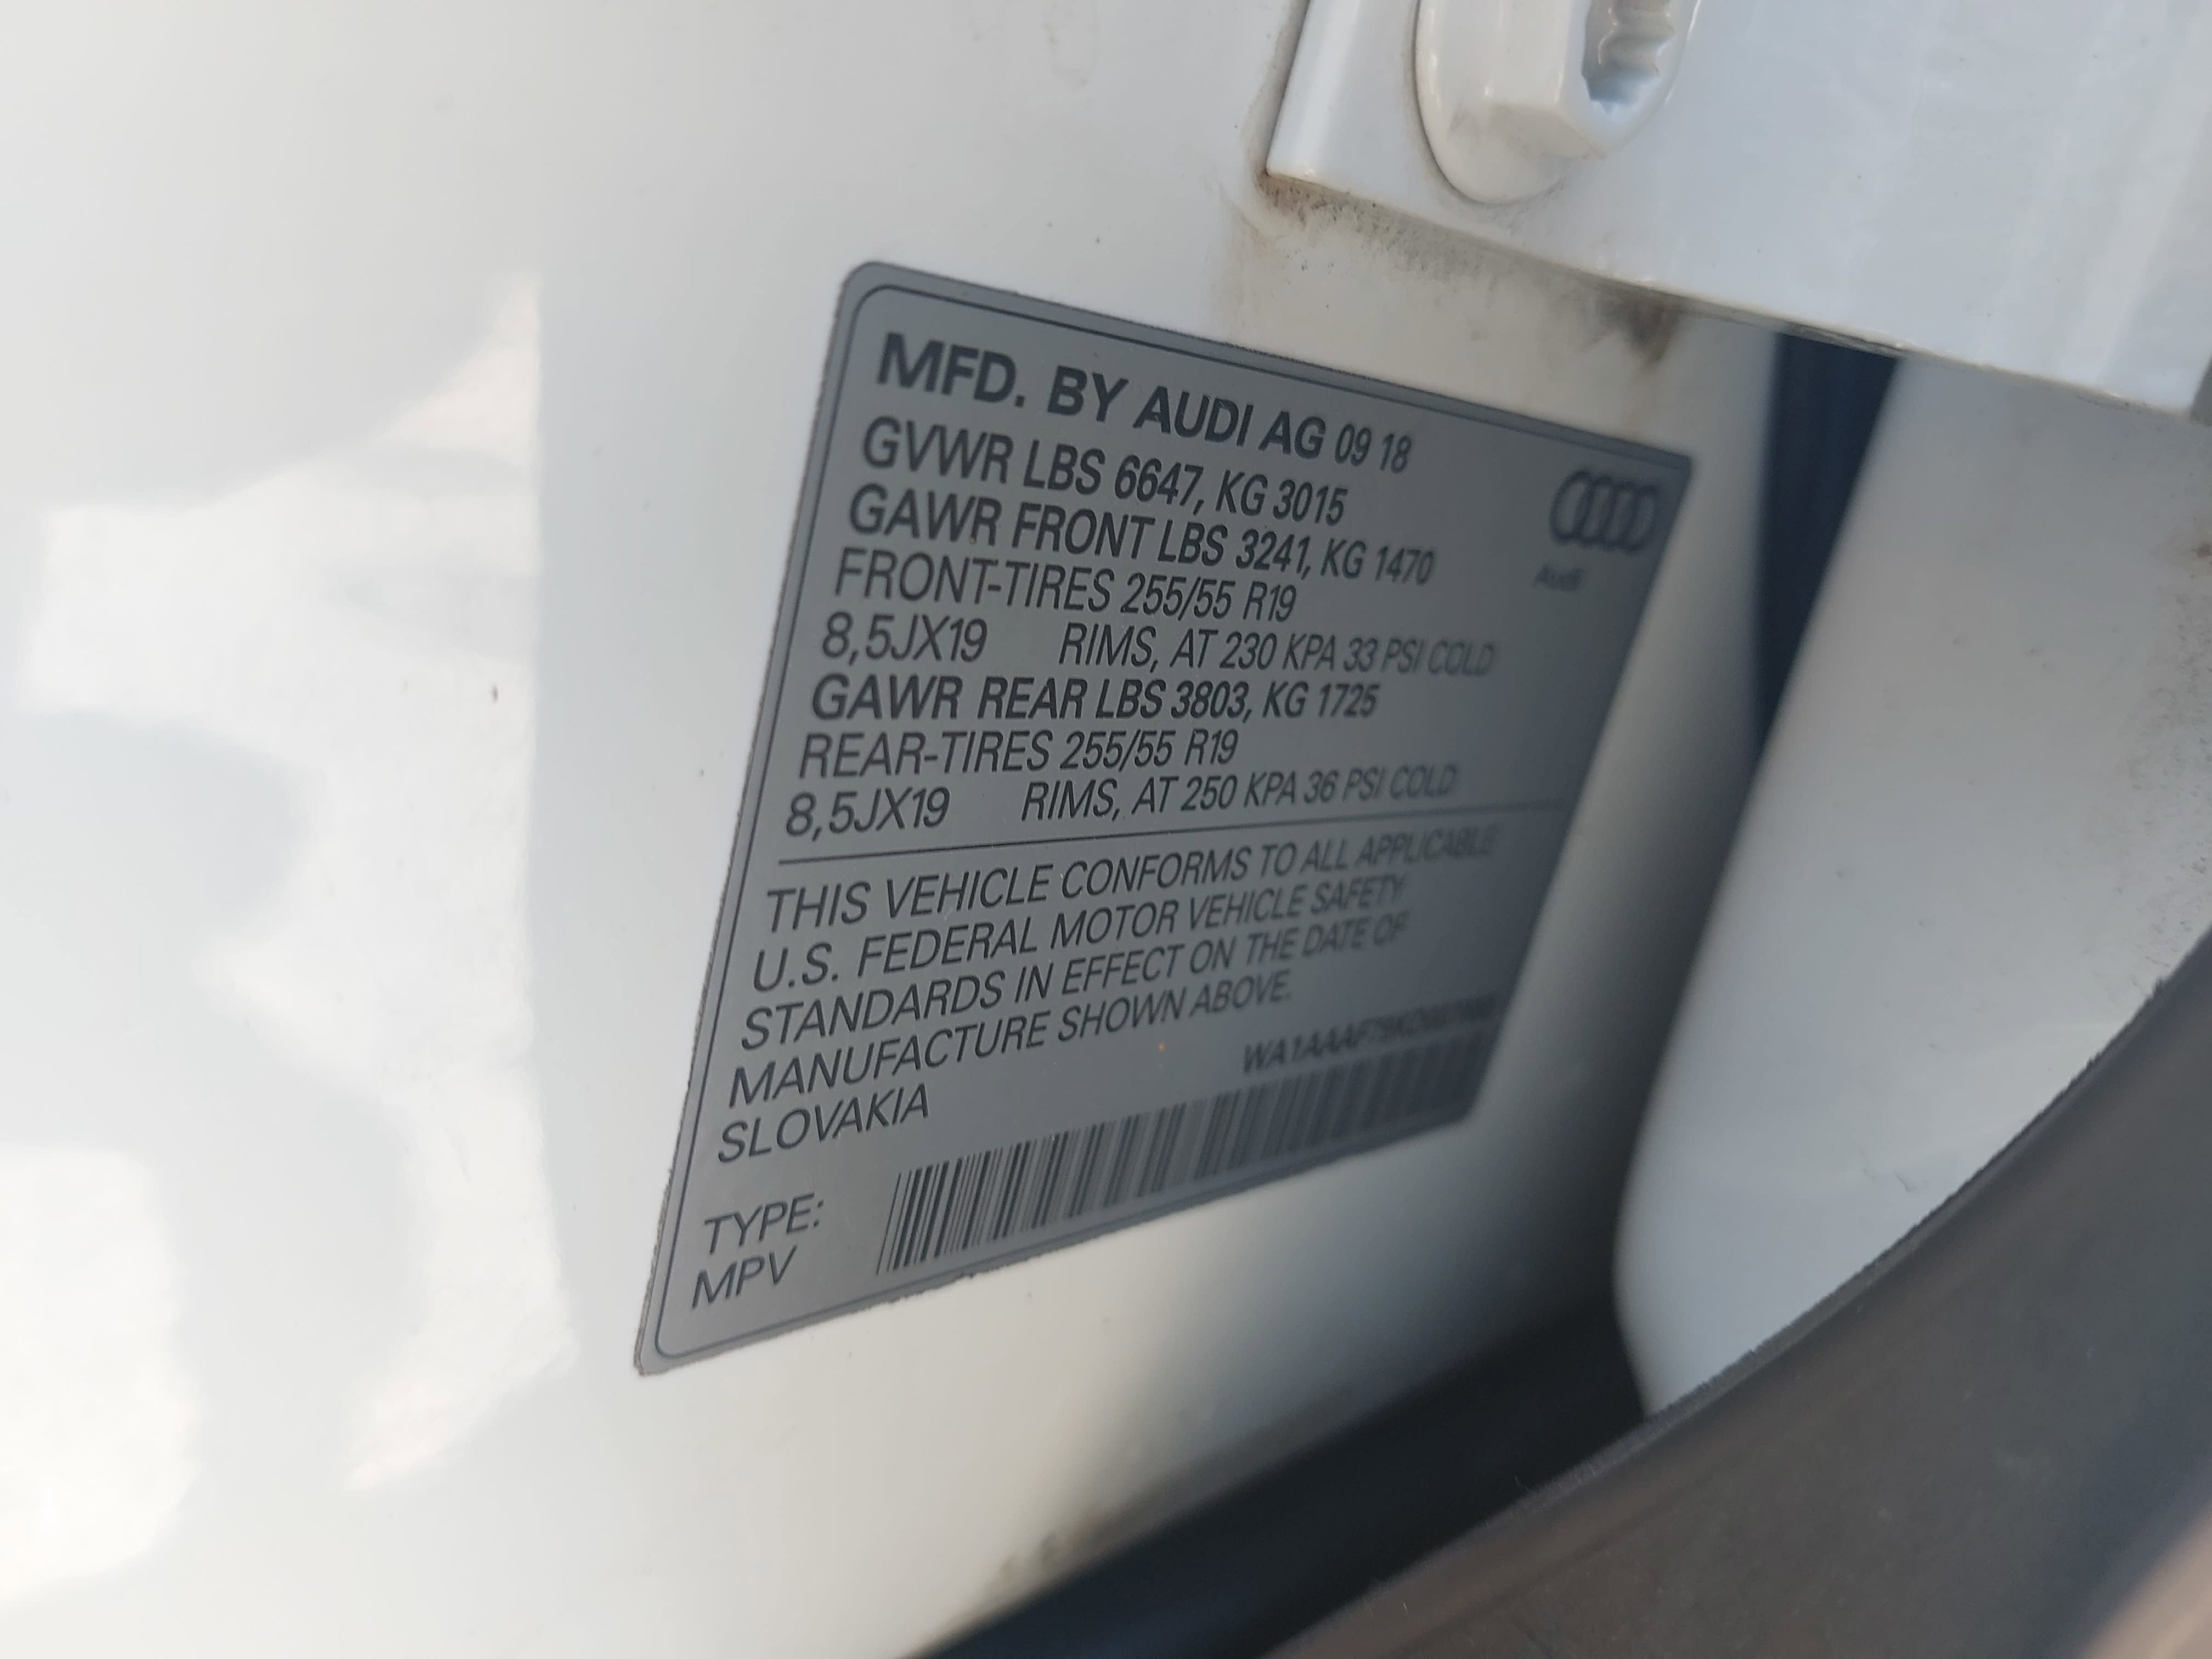 MFD. BY AUDI AG 09 18
GVWR LBS 6647, KG 3015
GAWR FRONT LBS 3241, KG 1470
Audi
FRONT-TIRES 255/55 R19
8,5JX19 RIMS, AT 230 KPA 33 PSI COLD
GAWR REAR LBS 3803, KG 1725
REAR-TIRES 255/55 R19
8,5JX19 RIMS, AT 250 KPA 36 PSI COLD
THIS VEHICLE CONFORMS TO ALL APPLICABLE
U.S. FEDERAL MOTOR VEHICLE SAFETY
STANDARDS IN EFFECT ON THE DATE OF
MANUFACTURE SHOWN ABOVE.
SLOVAKIA
TYPE:
MPV